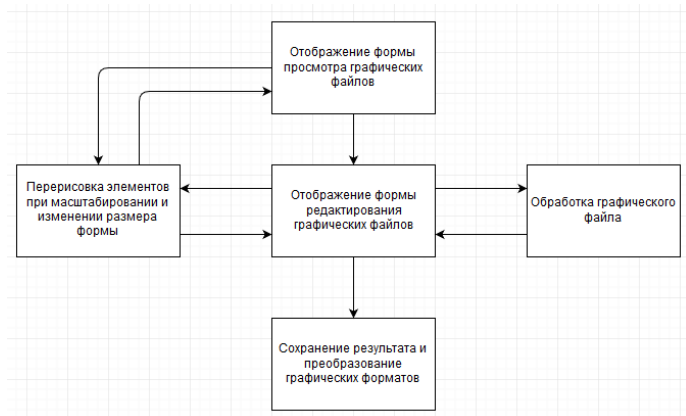 Отображение формы
просмотра графических
файлов
Перерисовка элементов
при масштабировании и
изменении размера
формы
Отображение формы
редактирования
графических файлов
Обработка графического
файла
Сохранение результата и
преобразование
графических форматов